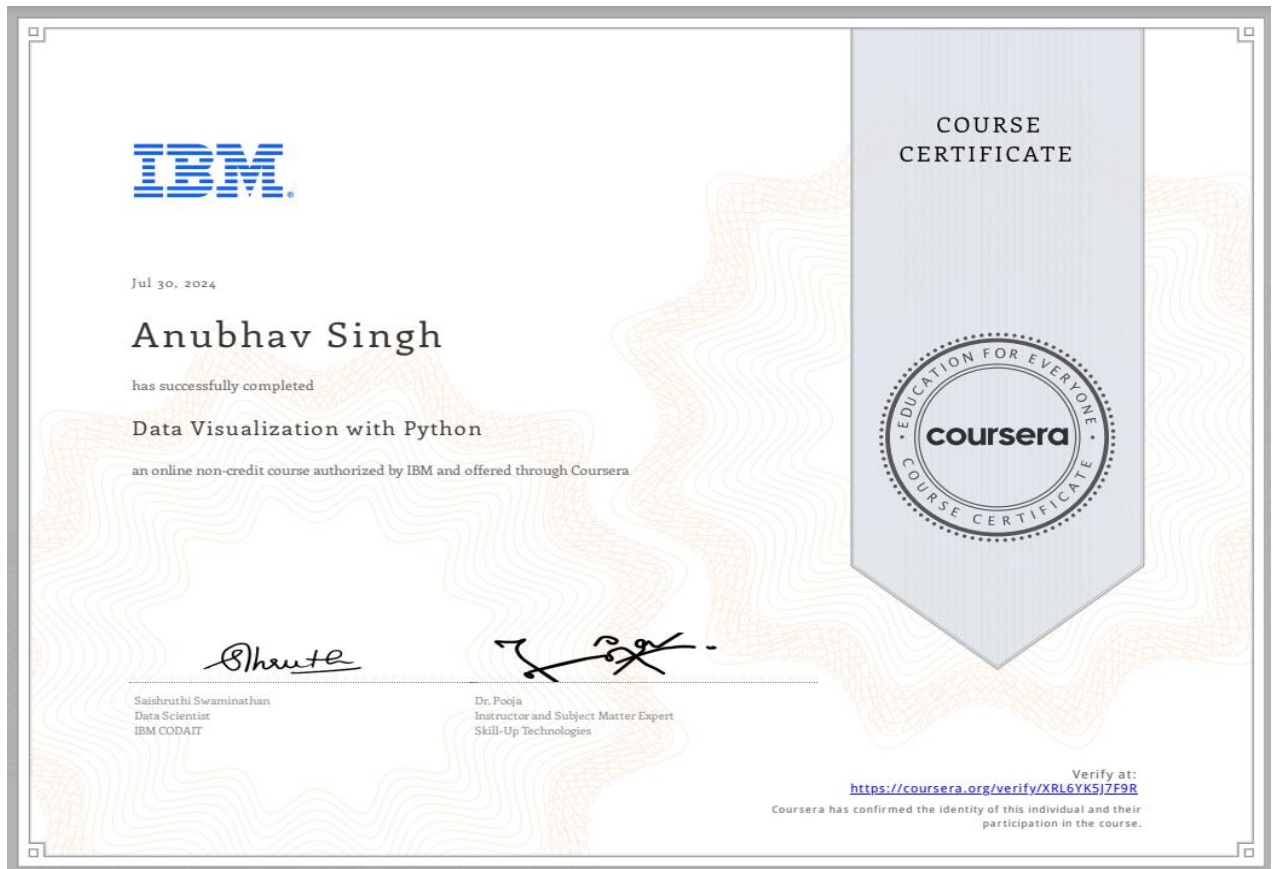 IBM®
Jul 30, 2024
Anubhav Singh
has successfully completed
Data Visualization with Python
an online non-credit course authorized by IBM and offered through Coursera
Saishruthi Swaminathan
Data Scientist
IBM CODAIT
Dr. Pooja
Instructor and Subject Matter Expert
Skill-Up Technologies
COURSE
CERTIFICATE
EDUCATION FOR EVERYONE
coursera
COURSE CERTIFICATE
Verify at:
https://coursera.org/verify/XRL6YK5J7F9R
Coursera has confirmed the identity of this individual and their
participation in the course.